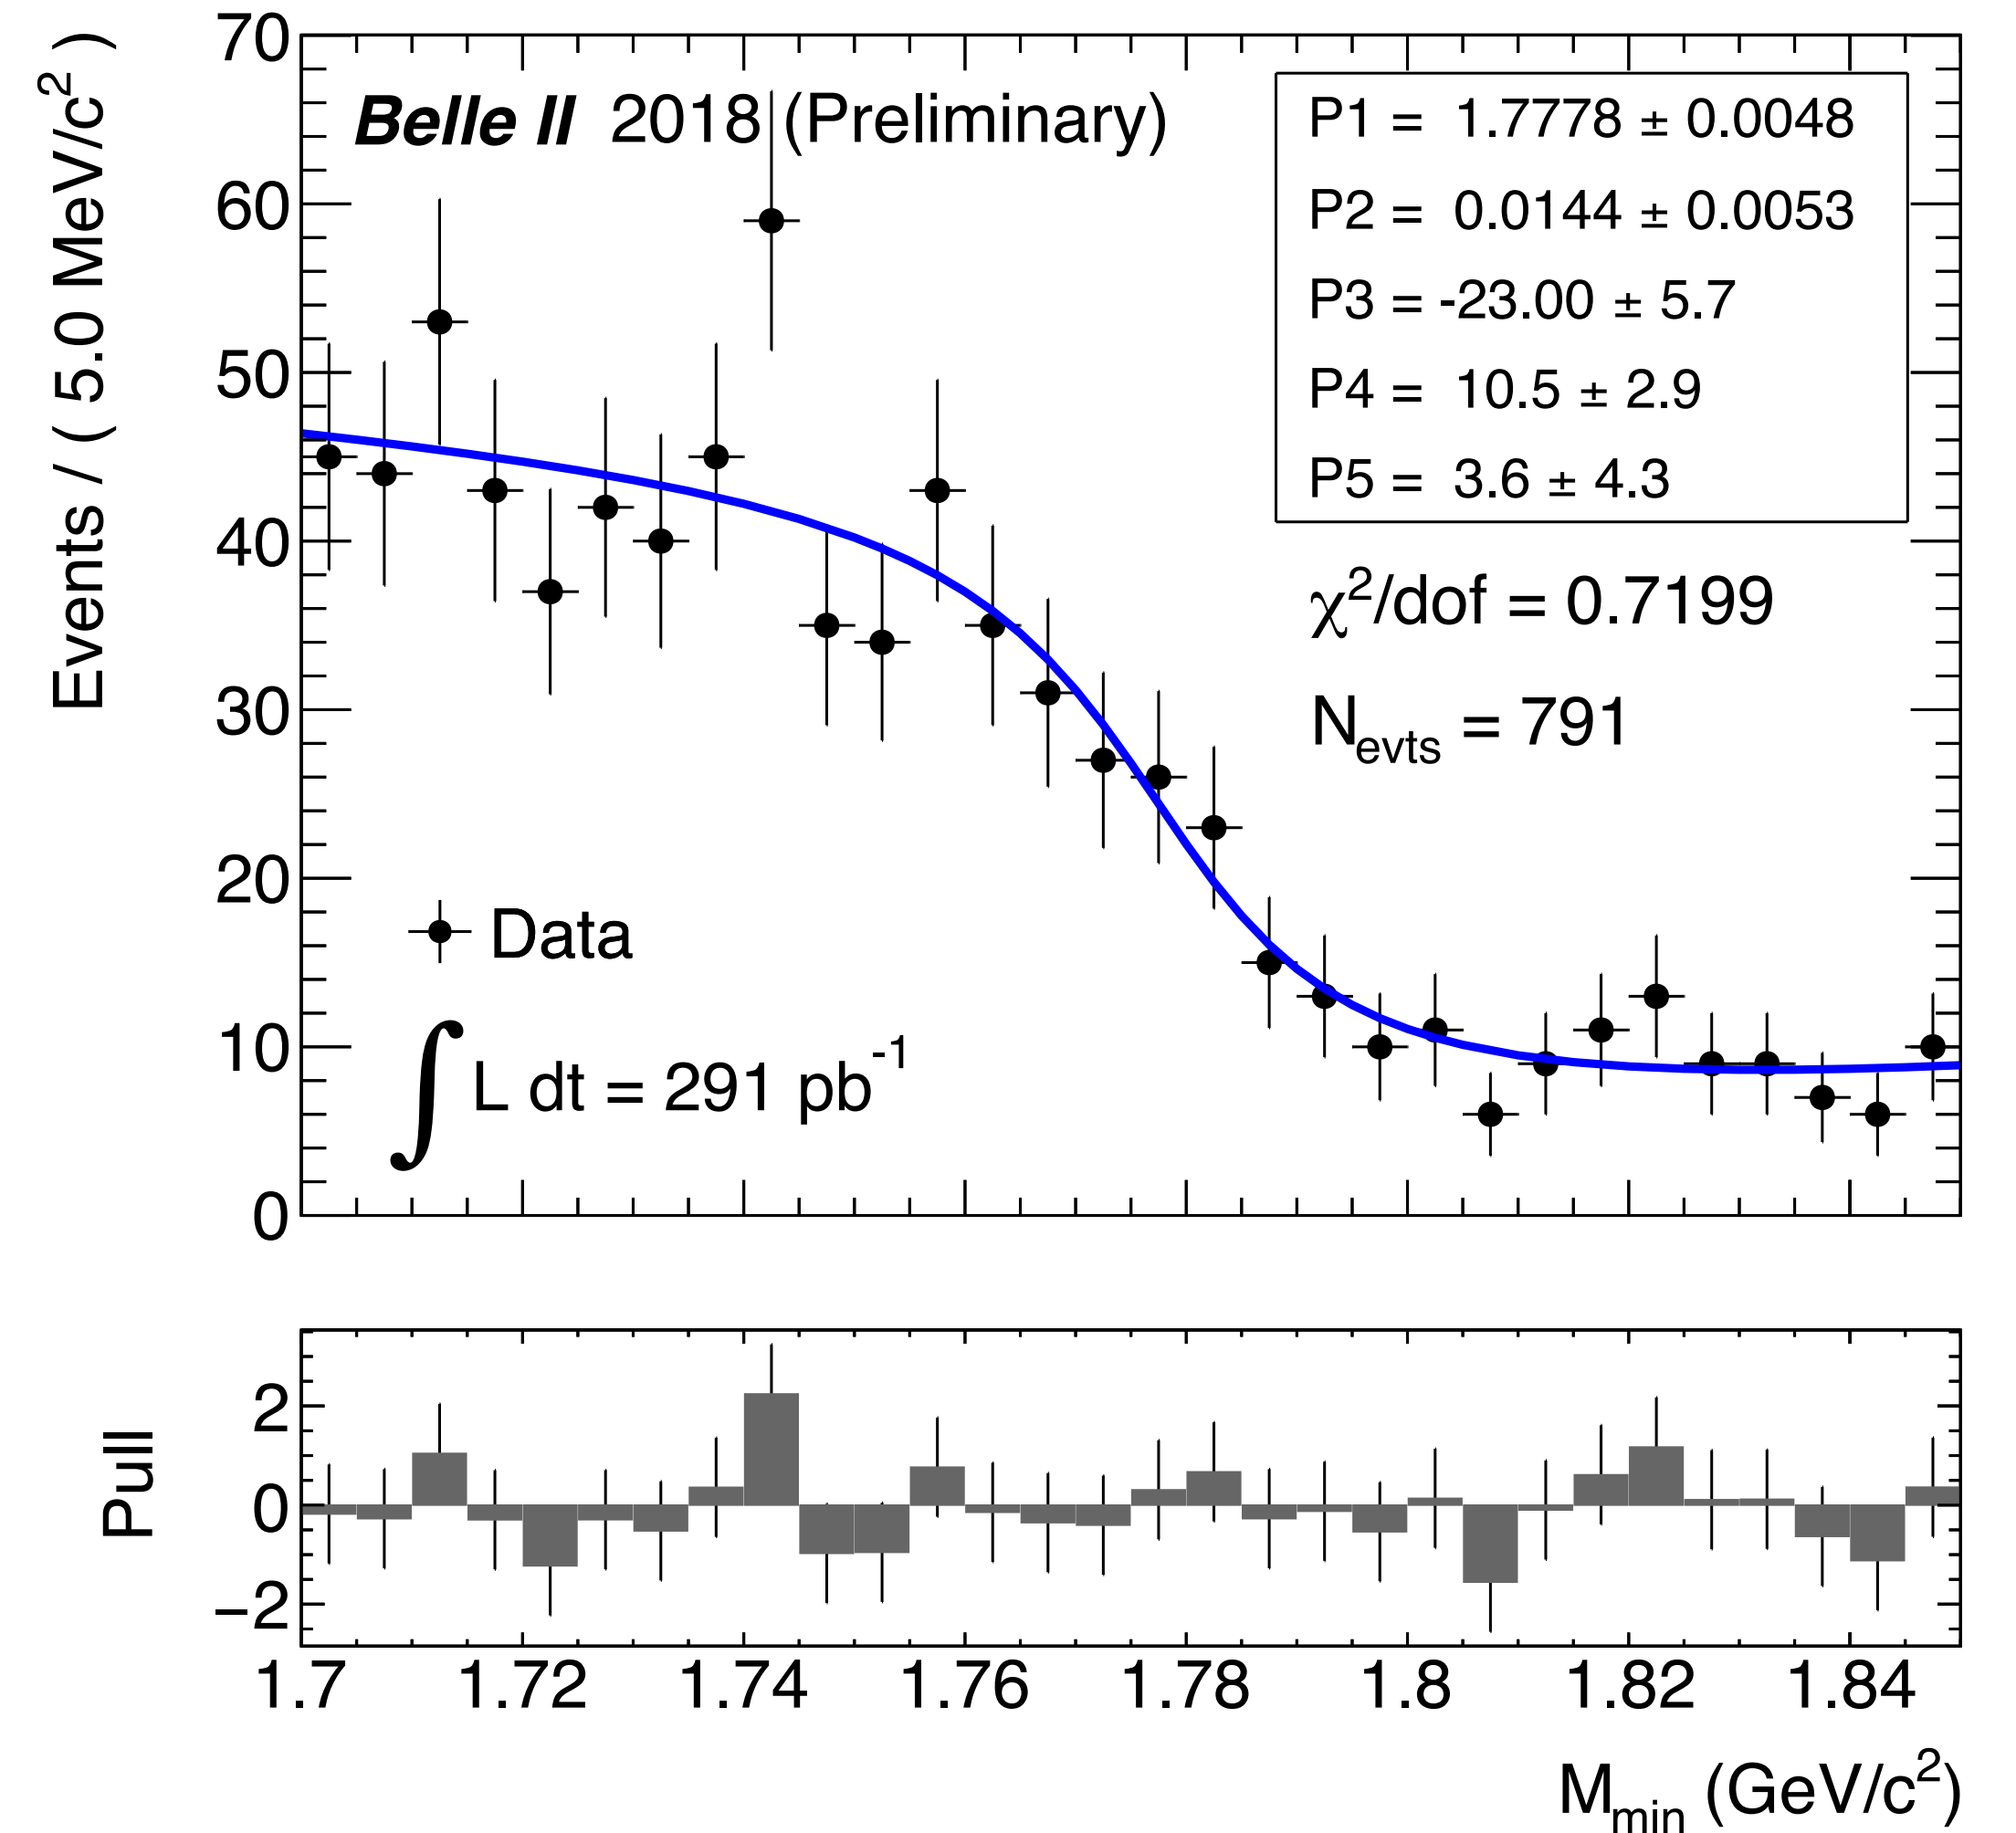 Events / ( 5.0 MeV/c²)
70
60
50
40
30
20
10
0
Belle II 2018 (Preliminary)
P1 = 1.7778 ± 0.0048
P2 = 0.0144 ± 0.0053
P3 = -23.00 ± 5.7
P4 = 10.5 ± 2.9
P5 = 3.6 ± 4.3
χ²/dof = 0.7199
N_evts = 791
Data
∫ L dt = 291 pb⁻¹
Pull
2
0
−2
1.7 1.72 1.74 1.76 1.78 1.8 1.82 1.84
M_min (GeV/c²)